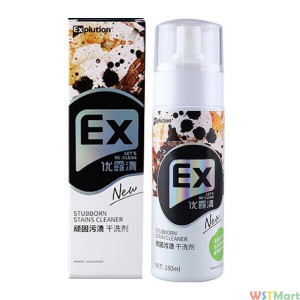 Explution
EX
LET'S
RE-CLEAN
优露清
New
STUBBORN
STAINS CLEANER
顽固污渍 干洗剂
Explution
EX
LET'S
RE-CLEAN
优露清
New
STUBBORN
STAINS CLEANER
顽固污渍 干洗剂
Net: 150ml
WSTMart